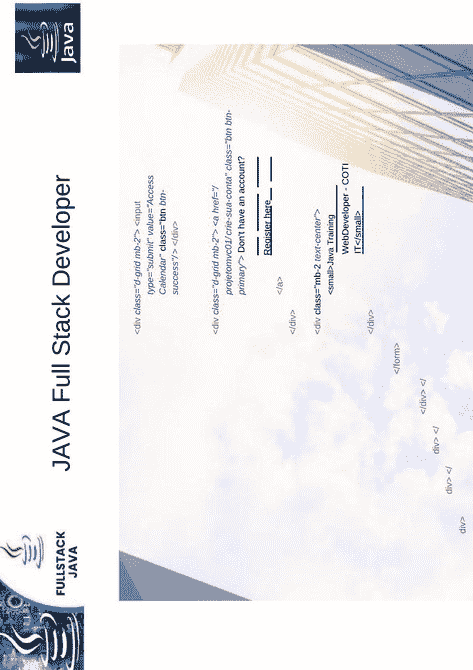 FULLSTACK
JAVA
JAVA Full Stack Developer
Java
<div class="d-grid mb-2"> <input
type="submit" value="Access
Calendar" class="btn btn-
success"/> </div>
<div class="d-grid mb-2"> <a href="/
projetomvc01/crie-sua-conta" class="btn btn-
primary"> Don't have an account?
Register here
</a>
</div>
<div class="mb-2 text-center">
<small>Java Training
WebDeveloper - COTI
IT</small>
</div>
</form>
</div> </
div> </
div> </
div>